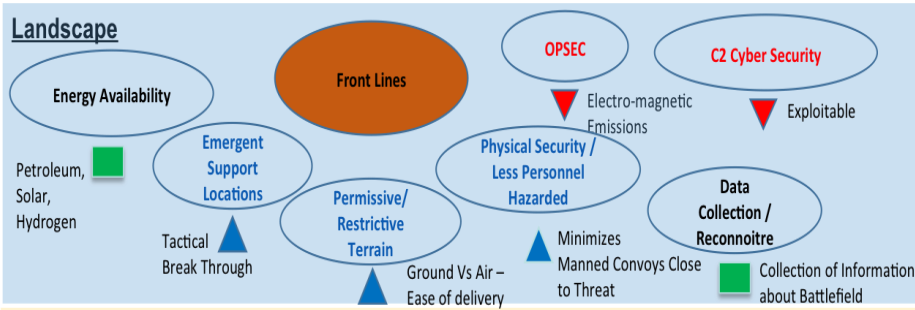 Landscape
Energy Availability
Petroleum,
Solar,
Hydrogen
Emergent
Support
Locations
Tactical
Break Through
Front Lines
Permissive/
Restrictive
Terrain
Ground Vs Air –
Ease of delivery
OPSEC
Electro-magnetic
Emissions
Physical Security /
Less Personnel
Hazarded
Minimizes
Manned Convoys Close
to Threat
C2 Cyber Security
Exploitable
Data
Collection /
Reconnoitre
Collection of Information
about Battlefield